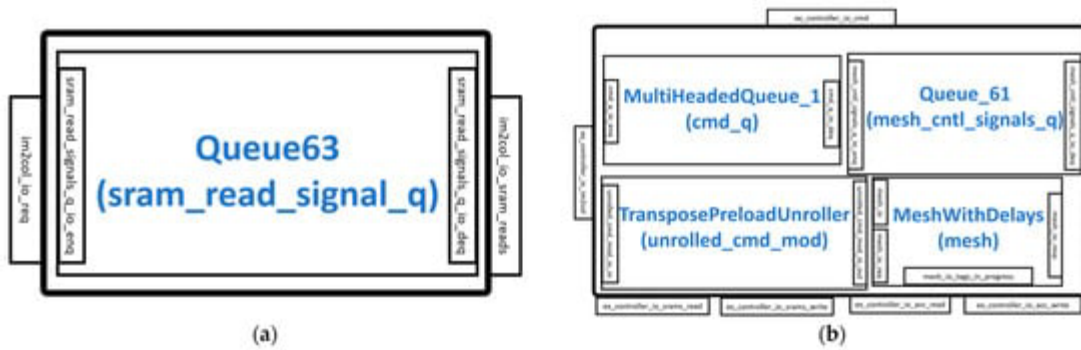 im2col_io_req
sram_read_signals_q_io_enq
Queue63
(sram_read_signal_q)
sram_read_signals_q_io_deq
im2col_io_sram_reads
(a)
ex_controller_io_cmd
MultiHeadedQueue_1
(cmd_q)
Queue_61
(mesh_cntl_signals_q)
TransposePreloadUnroller
(unrolled_cmd_mod)
MeshWithDelays
(mesh)
mesh_io_tags_in_progress
ex_controller_io_srams_read
ex_controller_io_srams_write
ex_controller_io_acc_read
ex_controller_io_acc_write
(b)